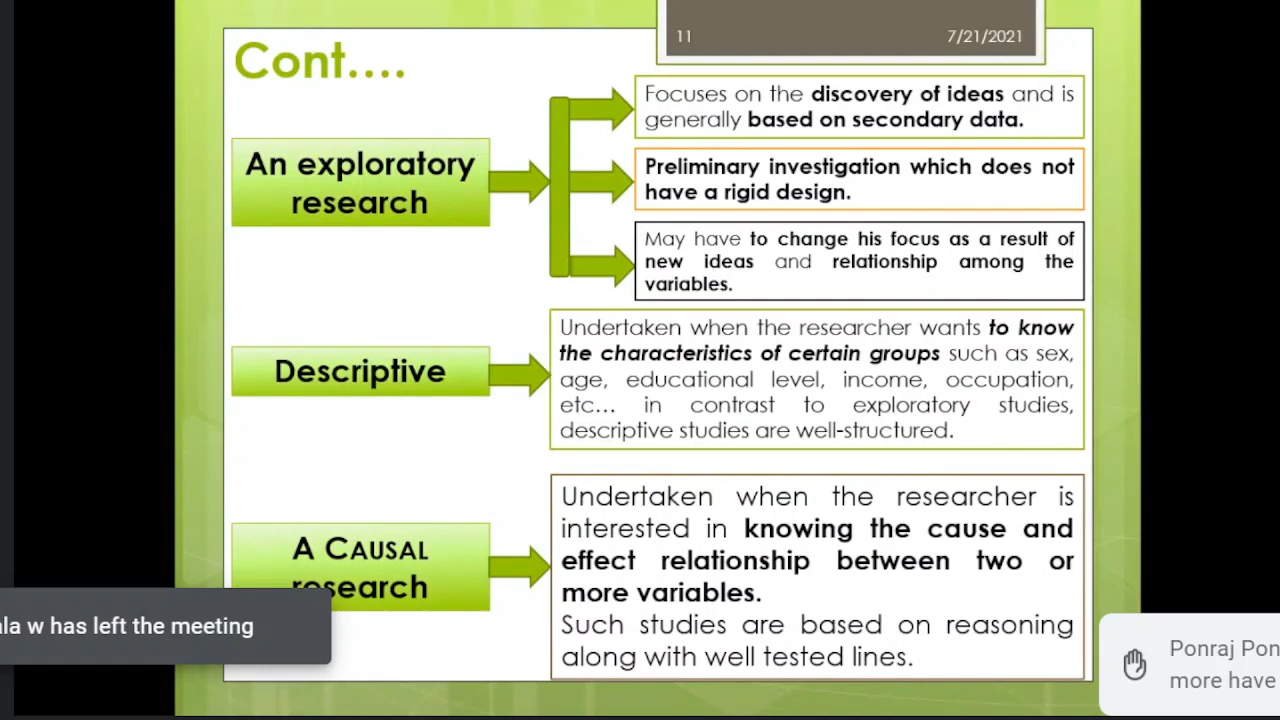 11
7/21/2021
Cont....
An exploratory
research
Focuses on the discovery of ideas and is
generally based on secondary data.
Preliminary investigation which does not
have a rigid design.
May have to change his focus as a result of
new ideas and relationship among the
variables.
Descriptive
Undertaken when the researcher wants to know
the characteristics of certain groups such as sex,
age, educational level, income, occupation,
etc... in contrast to exploratory studies,
descriptive studies are well-structured.
A CAUSAL
research
Undertaken when the researcher is
interested in knowing the cause and
effect relationship between two or
more variables.
Such studies are based on reasoning
along with well tested lines.
w has left the meeting
Ponraj
more have